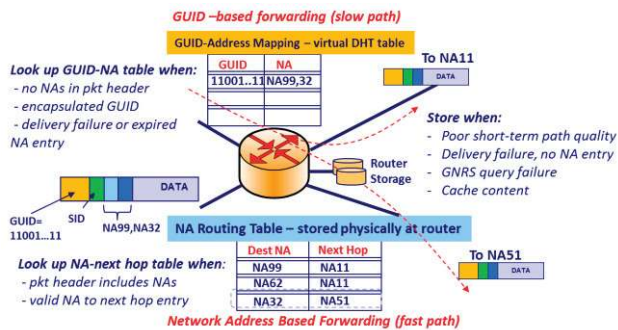 GUID –based forwarding (slow path)
GUID-Address Mapping – virtual DHT table
GUID NA
11001..11 NA99,32
To NA11
DATA
Look up GUID-NA table when:
- no NAs in pkt header
- encapsulated GUID
- delivery failure or expired
NA entry
Store when:
- Poor short-term path quality
- Delivery failure, no NA entry
- GNRS query failure
- Cache content
Router
Storage
DATA
GUID=
11001...11
SID
NA99,NA32
NA Routing Table – stored physically at router
Dest NA Next Hop
NA99 NA11
NA62 NA11
NA32 NA51
To NA51
DATA
Look up NA-next hop table when:
- pkt header includes NAs
- valid NA to next hop entry
Network Address Based Forwarding (fast path)